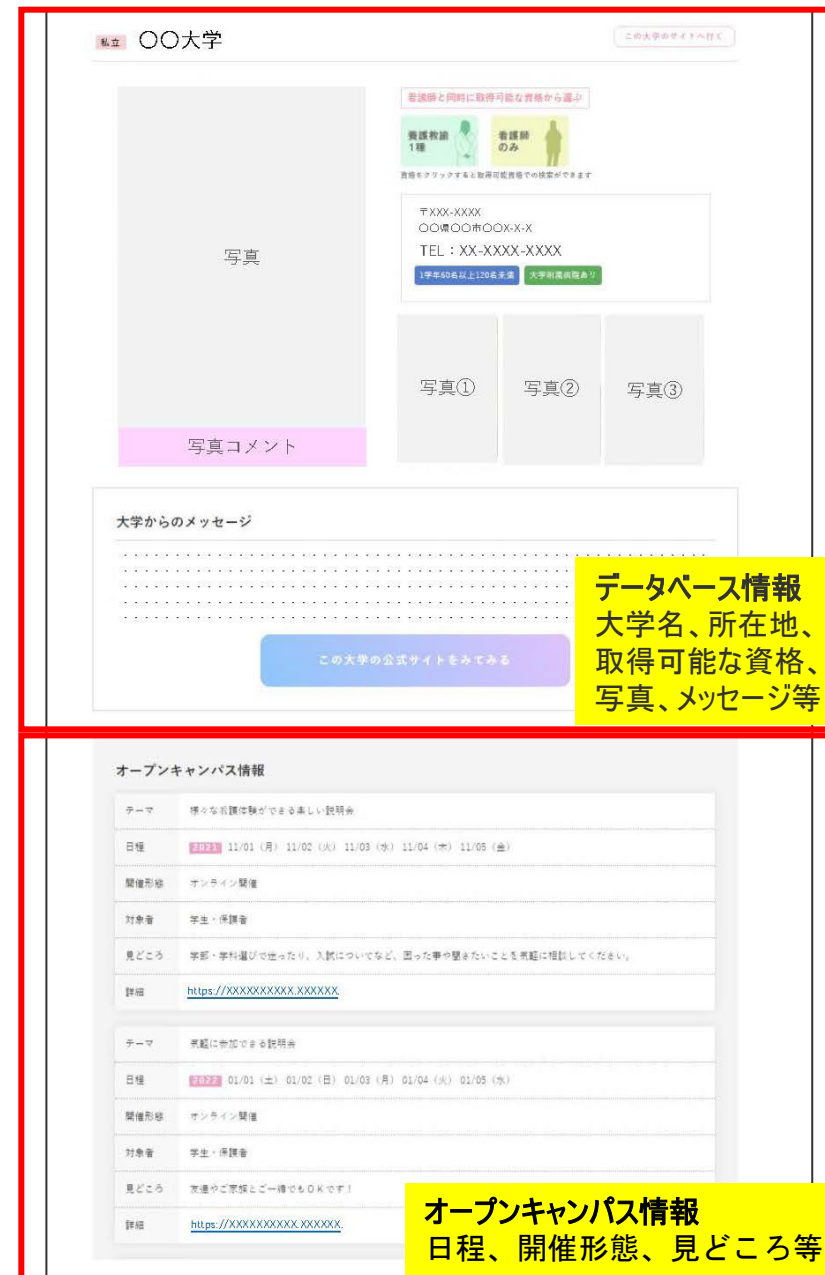 私立 〇〇大学
この大学のサイトへ行く
看護師と同時に取得可能な資格から選ぶ
養護教諭
1種
看護師
のみ
資格をクリックすると取得可能資格での検索ができます
〒XXX-XXXX
〇〇県〇〇市〇〇X-X-X
TEL：XX-XXXX-XXXX
1学年60名以上120名未満 大学附属病院あり
写真
写真① 写真② 写真③
写真コメント
大学からのメッセージ
この大学の公式サイトをみてみる
データベース情報
大学名、所在地、
取得可能な資格、
写真、メッセージ等
オープンキャンパス情報
テーマ 様々な看護体験ができる楽しい説明会
日程 2021 11/01（月） 11/02（火） 11/03（水） 11/04（木） 11/05（金）
開催形態 オンライン開催
対象者 学生・保護者
見どころ 学部・学科選びで迷ったり、入試についてなど、困った事や聞きたいことを気軽に相談してください。
詳細 https://XXXXXXXXXX.XXXXXX.
テーマ 気軽に参加できる説明会
日程 2022 01/01（土） 01/02（日） 01/03（月） 01/04（火） 01/05（水）
開催形態 オンライン開催
対象者 学生・保護者
見どころ 友達やご家族とご一緒でもOKです！
詳細 https://XXXXXXXXXX.XXXXXX.
オープンキャンパス情報
日程、開催形態、見どころ等